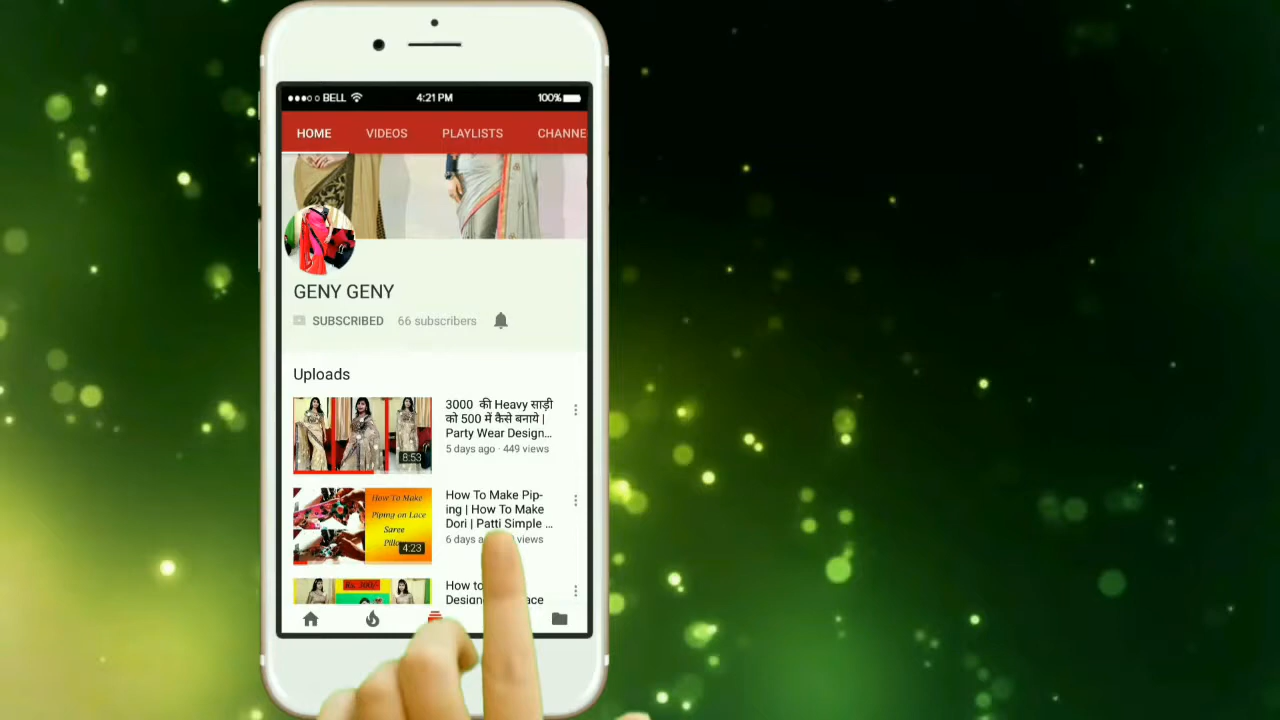 BELL 4:21 PM 100%
HOME VIDEOS PLAYLISTS CHANNE
GENY GENY
SUBSCRIBED 66 subscribers
Uploads
3000 की Heavy साड़ी
को 500 में कैसे बनाये |
Party Wear Design...
5 days ago · 449 views
8:53
How To Make Pip-
ing | How To Make
Dori | Patti Simple ...
6 days views
How To Make
Piping on Lace
Saree
4:23
How to
Design